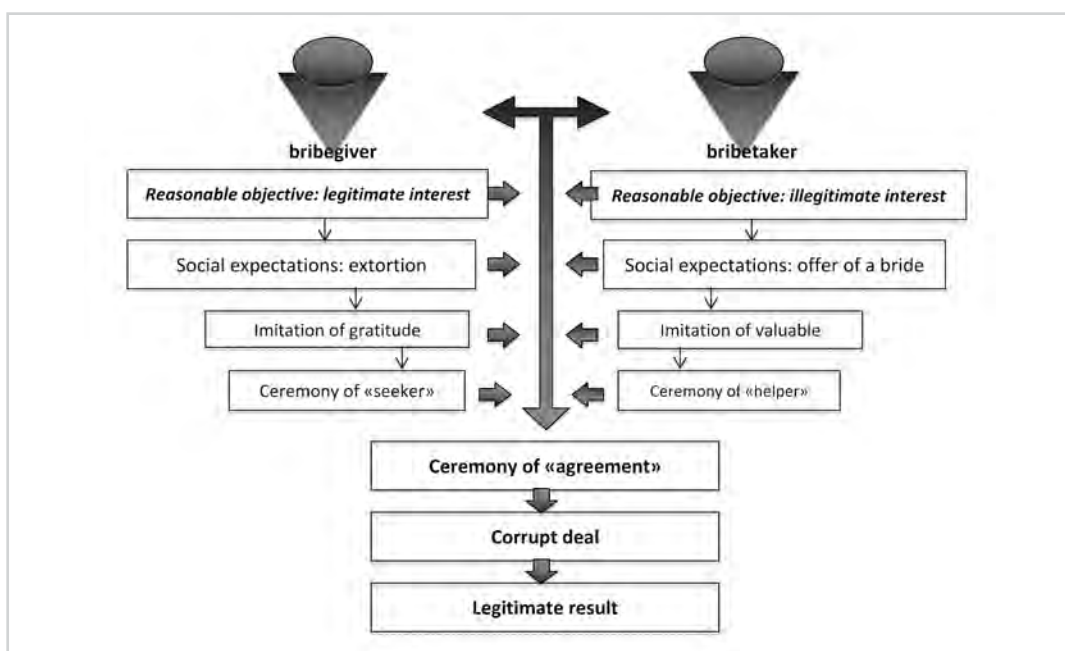 bribegiver
bribetaker
Reasonable objective: legitimate interest
Reasonable objective: illegitimate interest
Social expectations: extortion
Social expectations: offer of a bride
Imitation of gratitude
Imitation of valuable
Ceremony of «seeker»
Ceremony of «helper»
Ceremony of «agreement»
Corrupt deal
Legitimate result